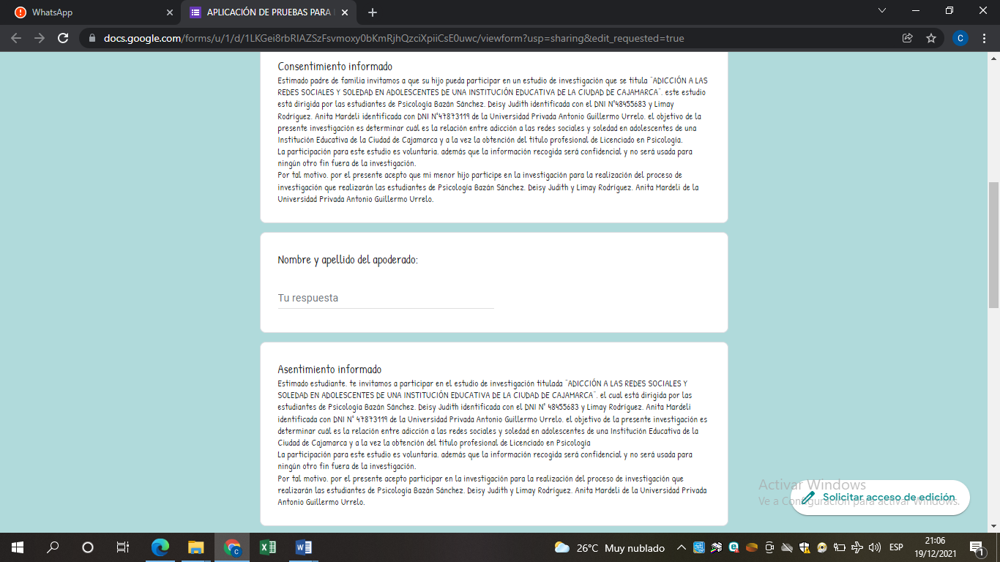 WhatsApp
APLICACIÓN DE PRUEBAS PARA
docs.google.com/forms/u/1/d/1LKGei8rbRIAZSzFsvmoxy0bKmRjhQzciXpiiCsE0uwc/viewform?usp=sharing&edit_requested=true
C
Consentimiento informado
Estimado padre de familia invitamos a que su hijo pueda participar en un estudio de investigación que se titula ¨ADICCIÓN A LAS
REDES SOCIALES Y SOLEDAD EN ADOLESCENTES DE UNA INSTITUCIÓN EDUCATIVA DE LA CIUDAD DE CAJAMARCA¨. este estudio
está dirigida por las estudiantes de Psicología Bazán Sánchez. Deisy Judith identificada con el DNI N°48455683 y Limay
Rodríguez. Anita Mardeli identificada con DNI N°47873119 de la Universidad Privada Antonio Guillermo Urrelo. el objetivo de la
presente investigación es determinar cuál es la relación entre adicción a las redes sociales y soledad en adolescentes de una
Institución Educativa de la Ciudad de Cajamarca y a la vez la obtención del título profesional de Licenciado en Psicología.
La participación para este estudio es voluntaria. además que la información recogida será confidencial y no será usada para
ningún otro fin fuera de la investigación.
Por tal motivo. por el presente acepto que mi menor hijo participe en la investigación para la realización del proceso de
investigación que realizarán las estudiantes de Psicología Bazán Sánchez. Deisy Judith y Limay Rodríguez. Anita Mardeli de la
Universidad Privada Antonio Guillermo Urrelo.
Nombre y apellido del apoderado:
Tu respuesta
Asentimiento informado
Estimado estudiante. te invitamos a participar en el estudio de investigación titulada ¨ADICCIÓN A LAS REDES SOCIALES Y
SOLEDAD EN ADOLESCENTES DE UNA INSTITUCIÓN EDUCATIVA DE LA CIUDAD DE CAJAMARCA¨. el cual está dirigida por las
estudiantes de Psicología Bazán Sánchez. Deisy Judith identificada con el DNI N° 48455683 y Limay Rodríguez. Anita Mardeli
identificada con DNI N° 47873119 de la Universidad Privada Antonio Guillermo Urrelo. el objetivo de la presente investigación es
determinar cuál es la relación entre adicción a las redes sociales y soledad en adolescentes de una Institución Educativa de la
Ciudad de Cajamarca y a la vez la obtención del título profesional de Licenciado en Psicología
La participación para este estudio es voluntaria. además que la información recogida será confidencial y no será usada para
ningún otro fin fuera de la investigación.
Por tal motivo. por el presente acepto participar en la investigación para la realización del proceso de investigación que
realizarán las estudiantes de Psicología Bazán Sánchez. Deisy Judith y Limay Rodríguez. Anita Mardeli de la Universidad Privada
Antonio Guillermo Urrelo.
Activar Windows
Ve a Configuración para activar Windows.
Solicitar acceso de edición
26°C Muy nublado
ESP
21:06
19/12/2021
1